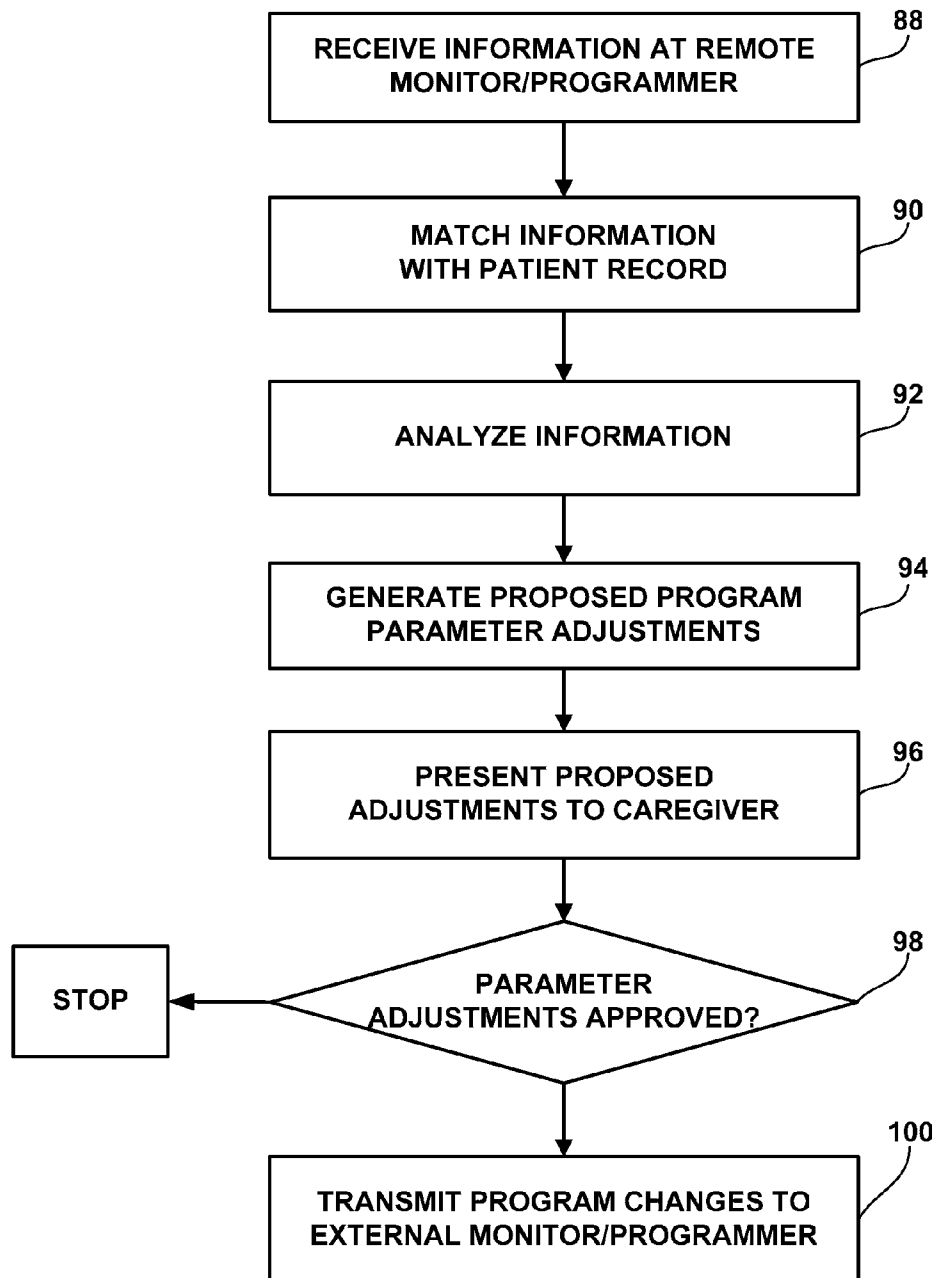 88
RECEIVE INFORMATION AT REMOTE
MONITOR/PROGRAMMER
90
MATCH INFORMATION
WITH PATIENT RECORD
92
ANALYZE INFORMATION
94
GENERATE PROPOSED PROGRAM
PARAMETER ADJUSTMENTS
96
PRESENT PROPOSED
ADJUSTMENTS TO CAREGIVER
98
STOP
PARAMETER
ADJUSTMENTS APPROVED?
100
TRANSMIT PROGRAM CHANGES TO
EXTERNAL MONITOR/PROGRAMMER